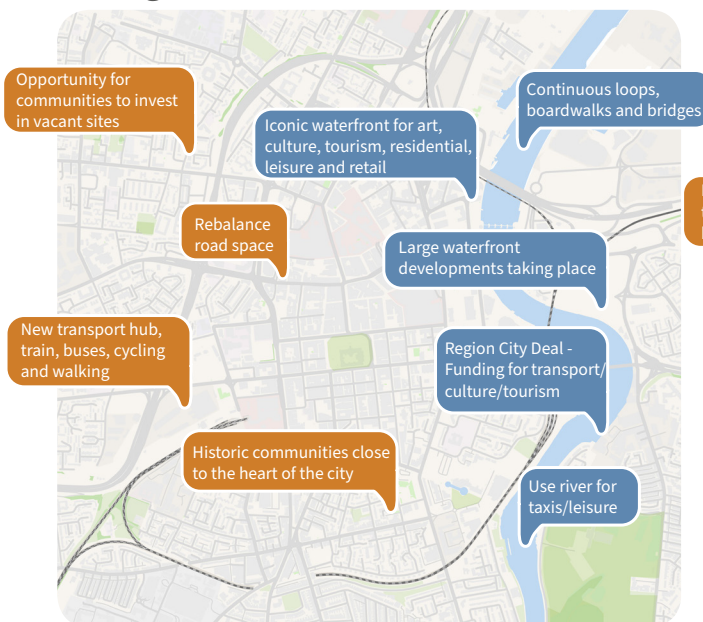 Opportunity for
communities to invest
in vacant sites
Continuous loops,
boardwalks and bridges
Iconic waterfront for art,
culture, tourism, residential,
leisure and retail
Rebalance
road space
Large waterfront
developments taking place
New transport hub,
train, buses, cycling
and walking
Region City Deal -
Funding for transport/
culture/tourism
Historic communities close
to the heart of the city
Use river for
taxis/leisure